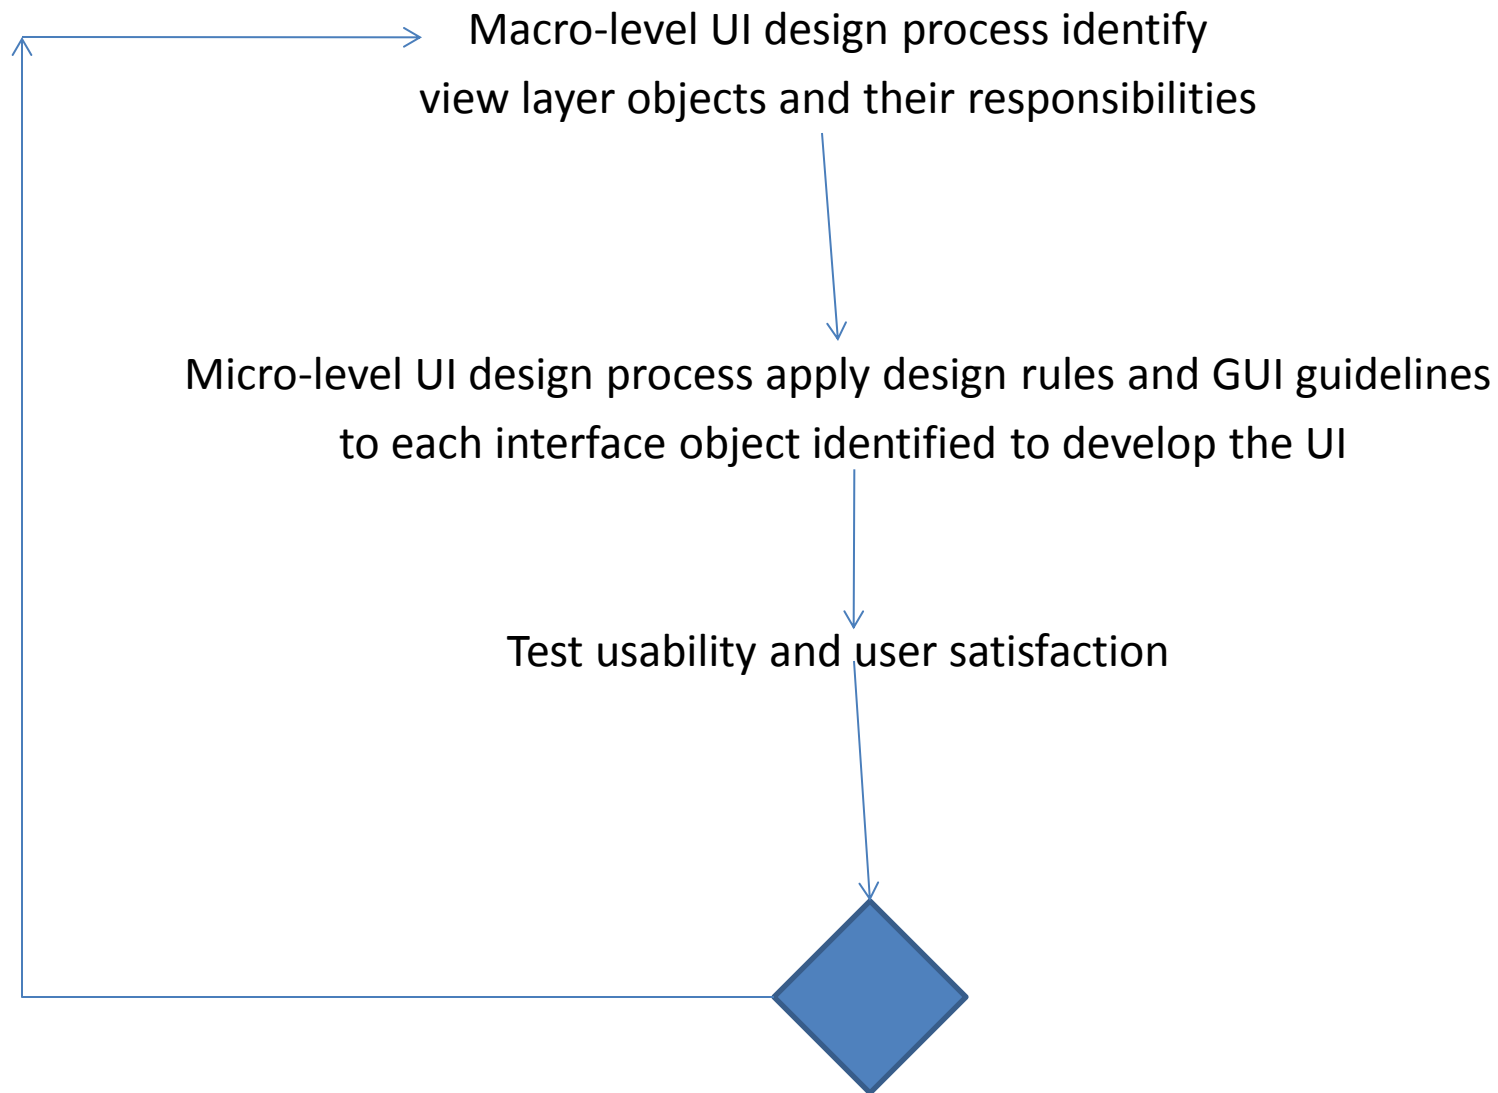 Macro-level UI design process identify
view layer objects and their responsibilities
Micro-level UI design process apply design rules and GUI guidelines
to each interface object identified to develop the UI
Test usability and user satisfaction